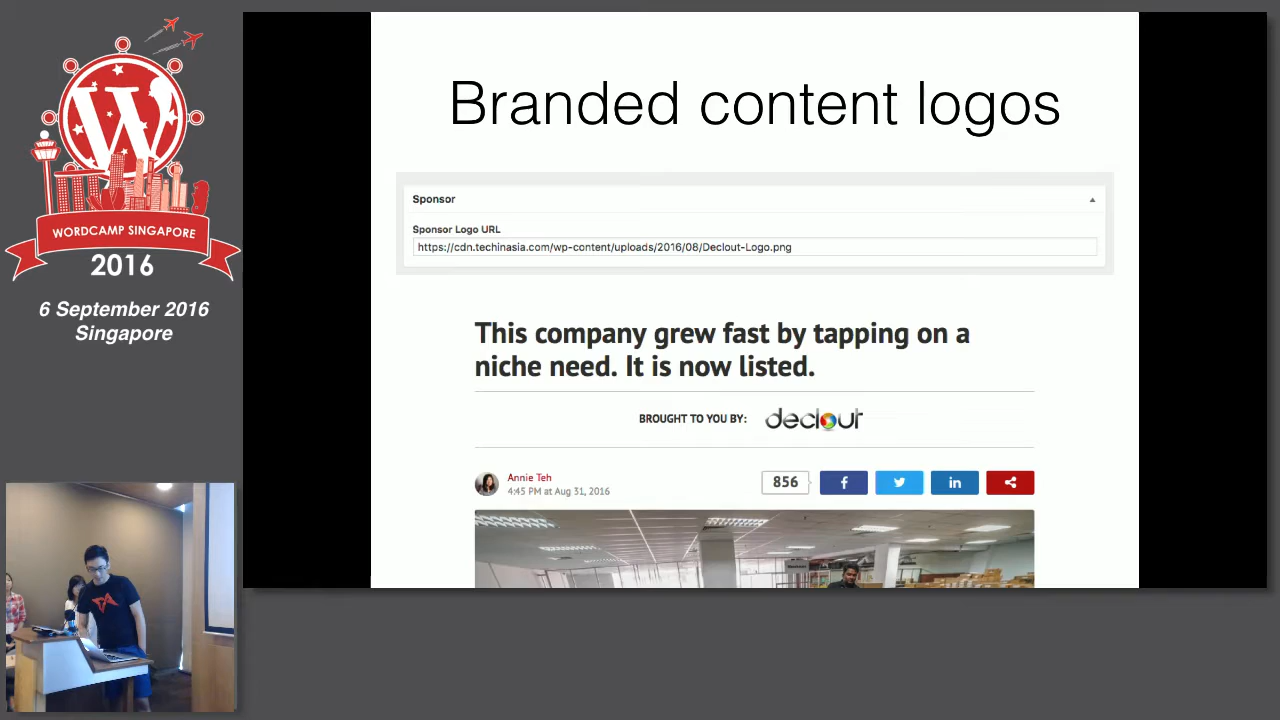 WORDCAMP SINGAPORE
2016
6 September 2016
Singapore
Branded content logos
Sponsor
Sponsor Logo URL
https://cdn.techinasia.com/wp-content/uploads/2016/08/Declout-Logo.png
This company grew fast by tapping on a
niche need. It is now listed.
BROUGHT TO YOU BY: declout
Annie Teh
4:45 PM at Aug 31, 2016
856